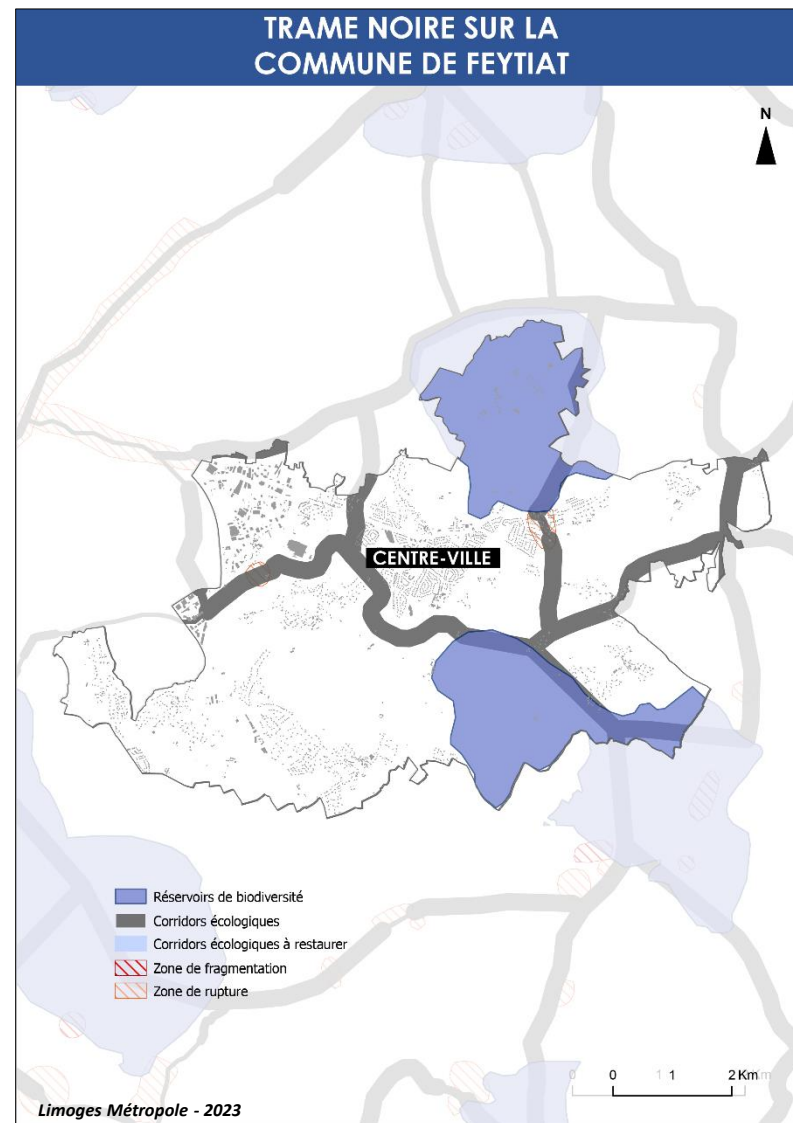 TRAME NOIRE SUR LA
COMMUNE DE FEYTIAT
N
CENTRE-VILLE
Réservoirs de biodiversité
Corridors écologiques
Corridors écologiques à restaurer
Zone de fragmentation
Zone de rupture
0 1 2 Km
Limoges Métropole - 2023